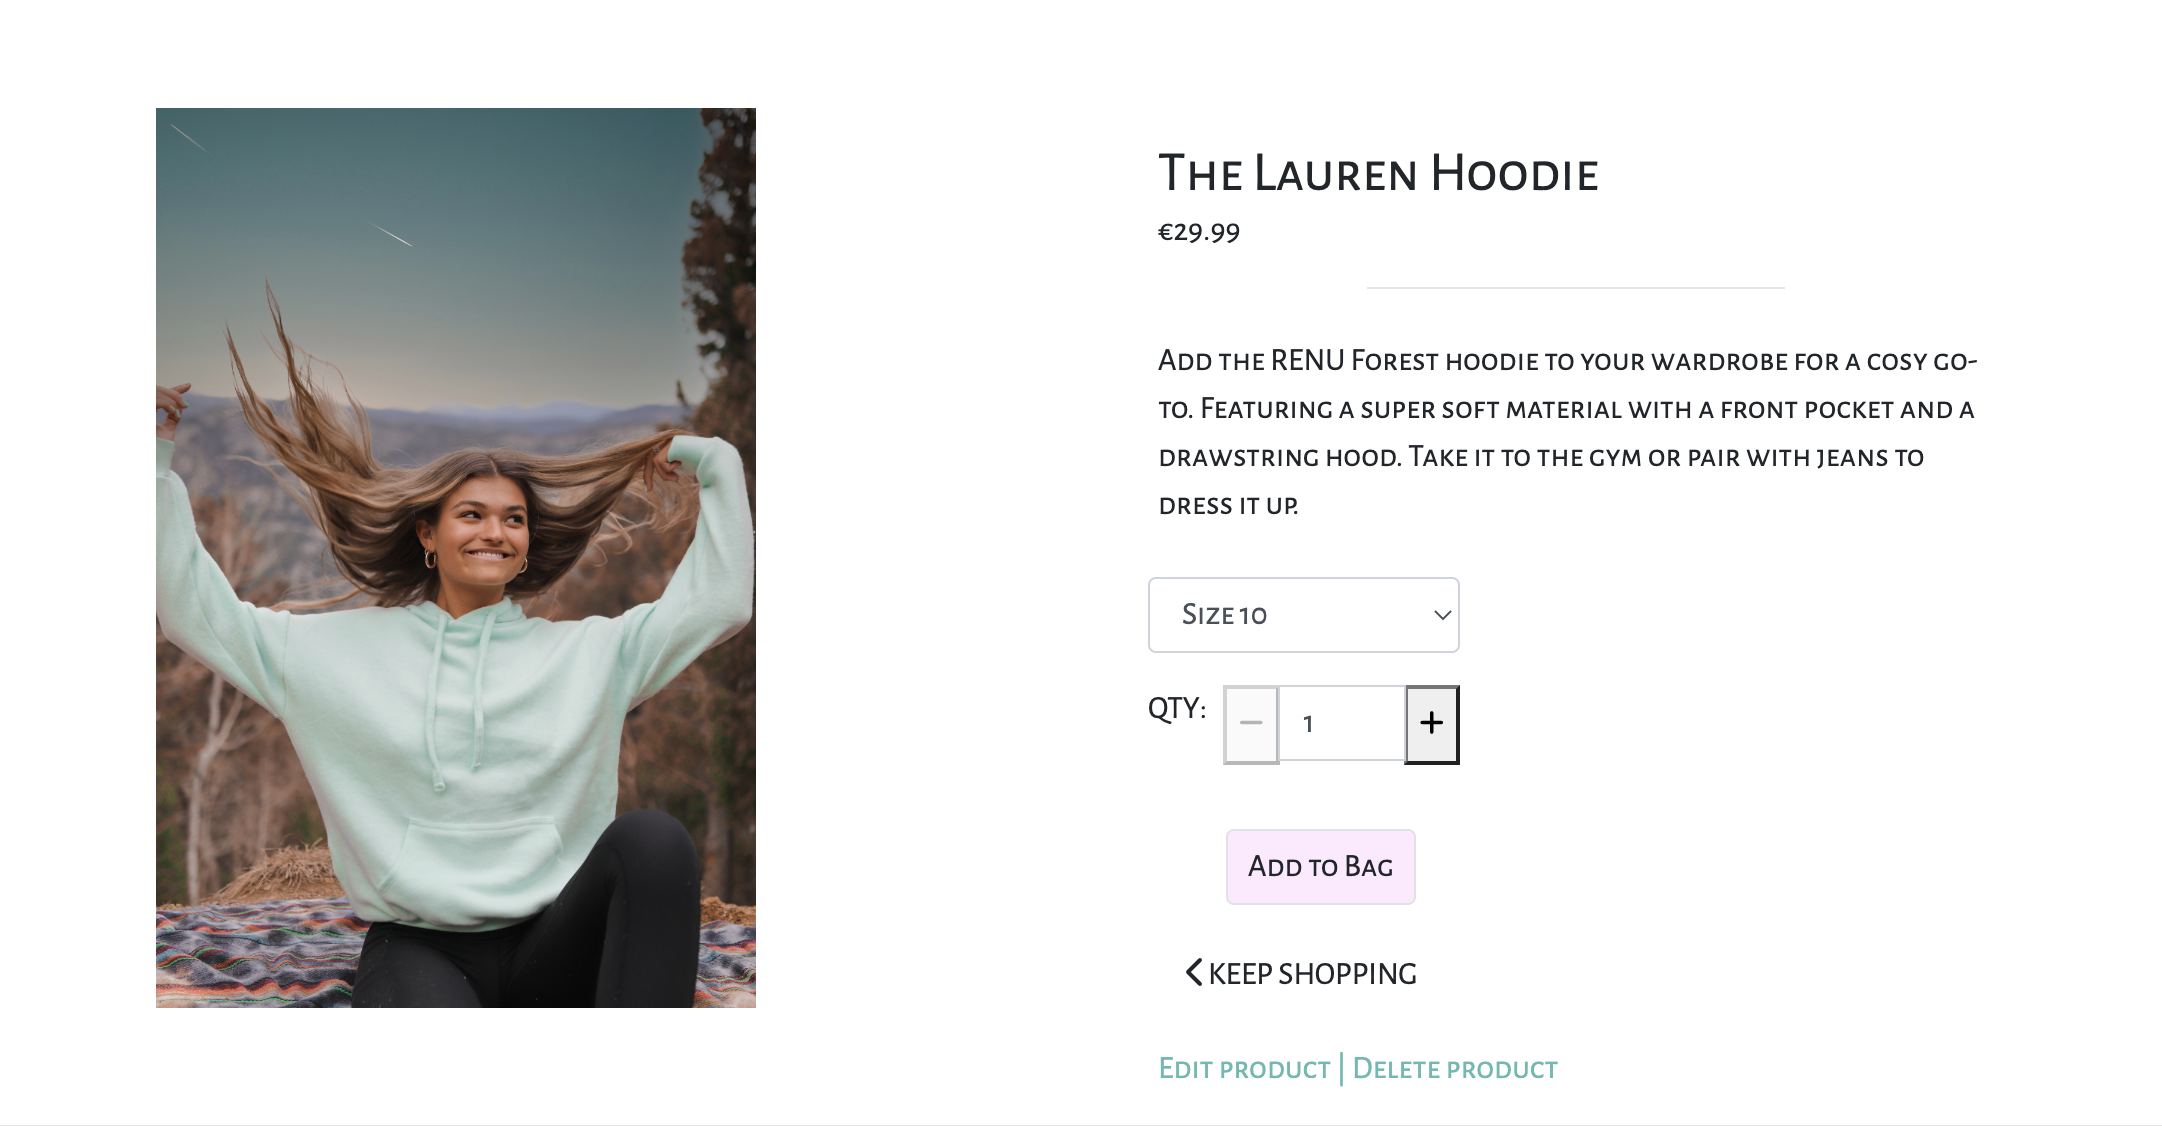 The Lauren Hoodie
€29.99
Add the RENU Forest hoodie to your wardrobe for a cosy go-
to. Featuring a super soft material with a front pocket and a
drawstring hood. Take it to the gym or pair with jeans to
dress it up.
Size 10
QTY: 1
Add to Bag
KEEP SHOPPING
Edit product | Delete product